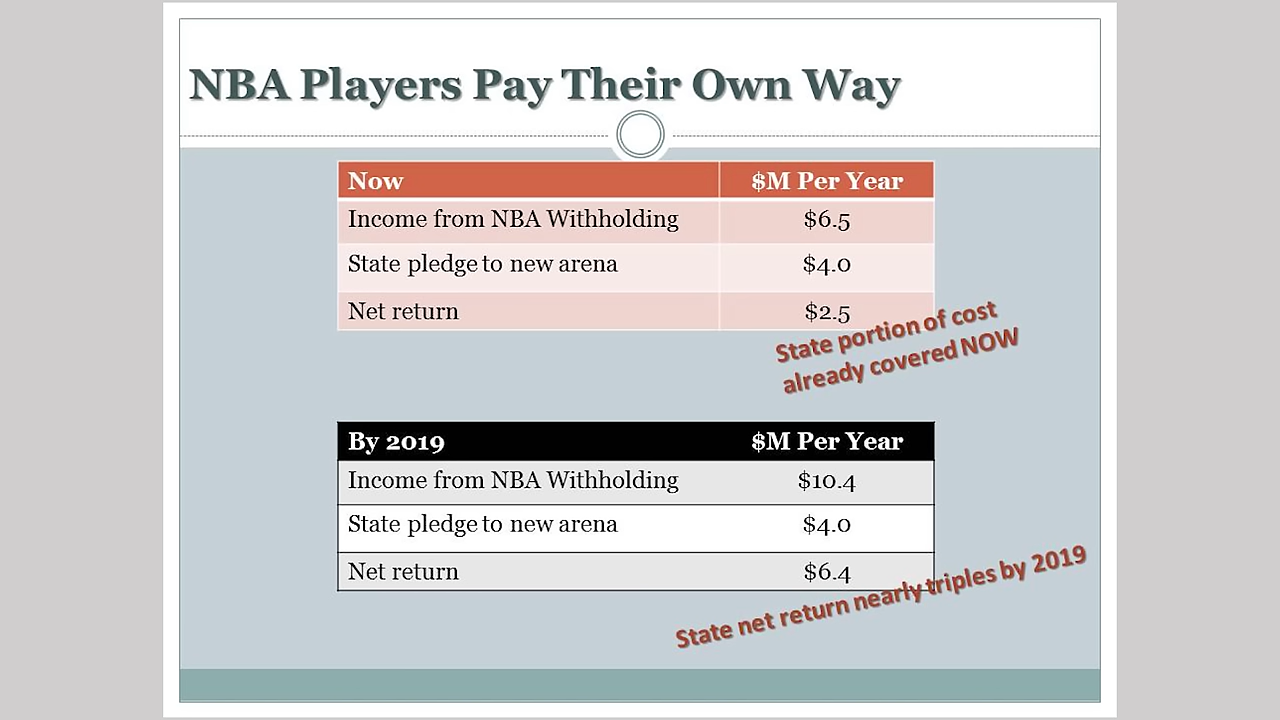 NBA Players Pay Their Own Way
Now $M Per Year
Income from NBA Withholding $6.5
State pledge to new arena $4.0
Net return $2.5
State portion of cost
already covered NOW
By 2019 $M Per Year
Income from NBA Withholding $10.4
State pledge to new arena $4.0
Net return $6.4
State net return nearly triples by 2019